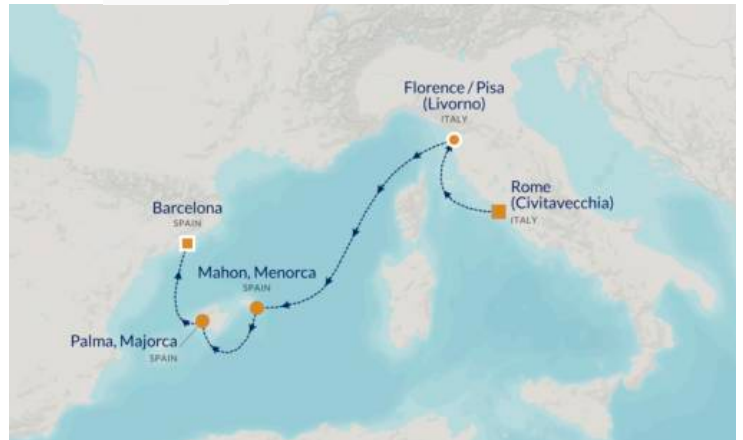 Florence / Pisa
(Livorno)
ITALY
Rome
(Civitavecchia)
ITALY
Barcelona
SPAIN
Mahon, Menorca
SPAIN
Palma, Majorca
SPAIN